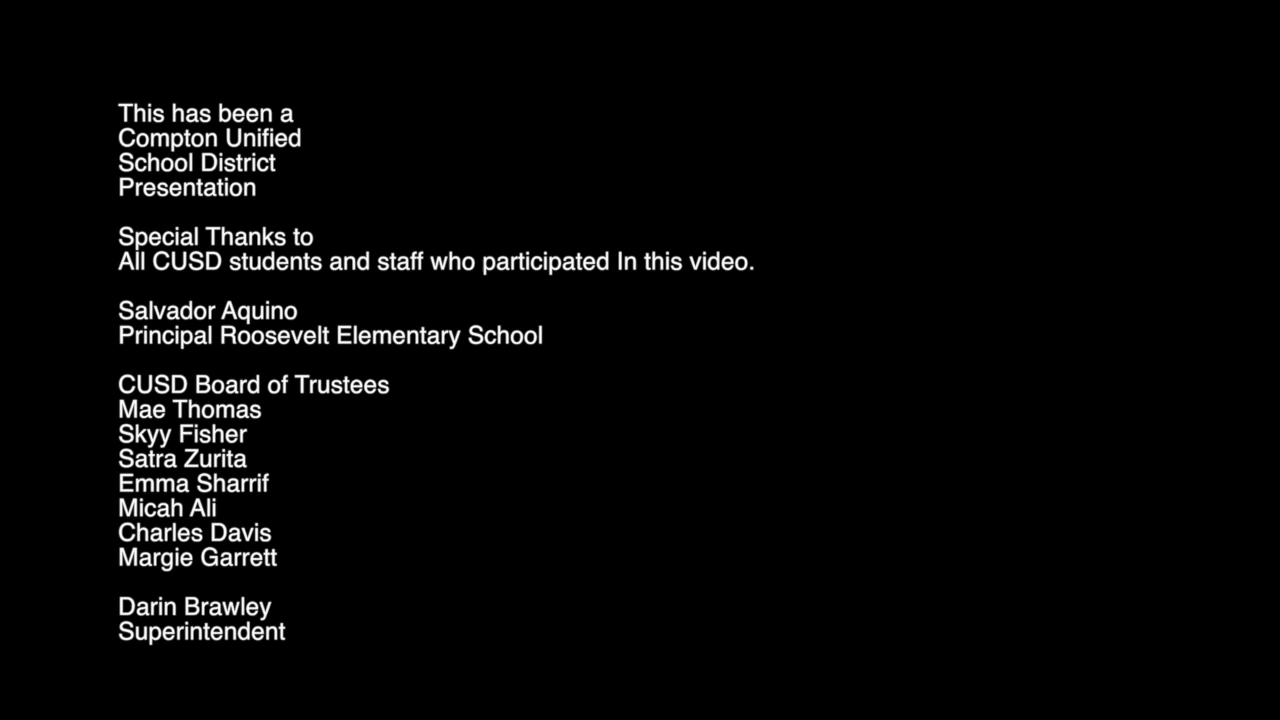 This has been a
Compton Unified
School District
Presentation
Special Thanks to
All CUSD students and staff who participated In this video.
Salvador Aquino
Principal Roosevelt Elementary School
CUSD Board of Trustees
Mae Thomas
Skyy Fisher
Satra Zurita
Emma Sharrif
Micah Ali
Charles Davis
Margie Garrett
Darin Brawley
Superintendent